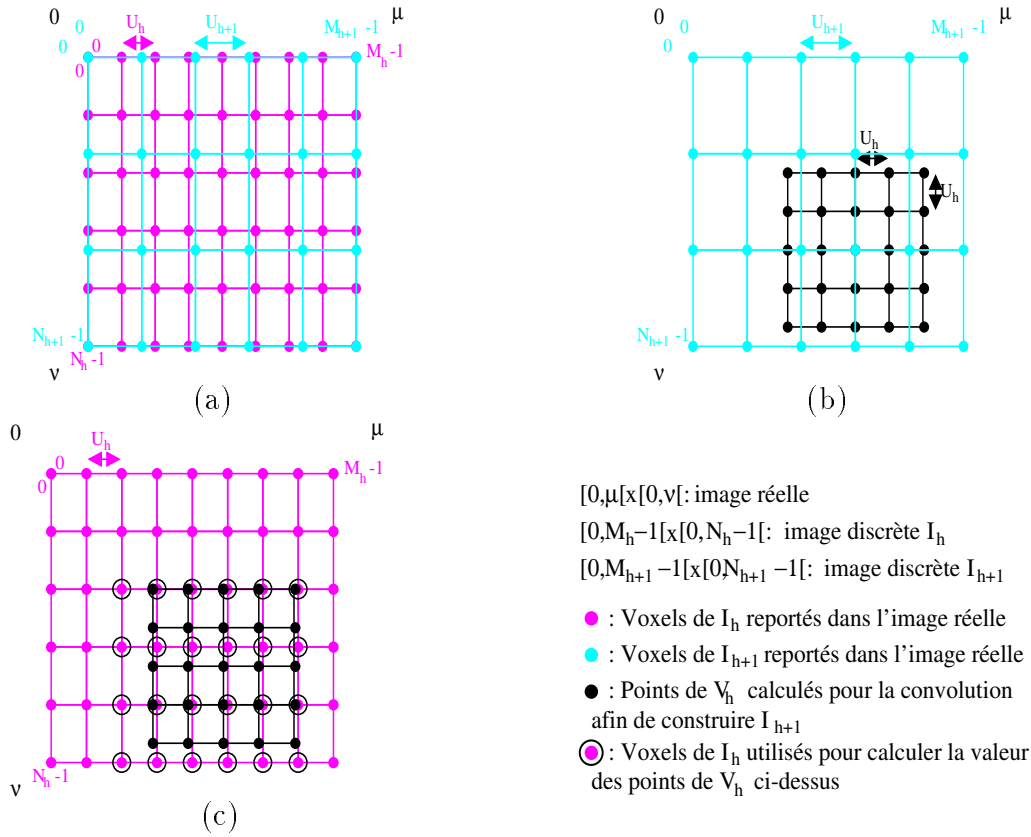 0 μ
0 U_h U_{h+1} M_{h+1} -1
0 0 M_h -1
0
N_{h+1} -1
N_h -1
ν
(a)
0 μ
0 U_{h+1} M_{h+1} -1
0
U_h
U_h
N_{h+1} -1
ν
(b)
0 μ
U_h
0 M_h -1
0
N_h -1
ν
(c)
[0,μ[x[0,ν[: image réelle
[0,M_h−1[x[0,N_h−1[: image discrète I_h
[0,M_{h+1} −1[x[0,N_{h+1} −1[: image discrète I_{h+1}
: Voxels de I_h reportés dans l'image réelle
: Voxels de I_{h+1} reportés dans l'image réelle
: Points de V_h calculés pour la convolution
afin de construire I_{h+1}
: Voxels de I_h utilisés pour calculer la valeur
des points de V_h ci-dessus